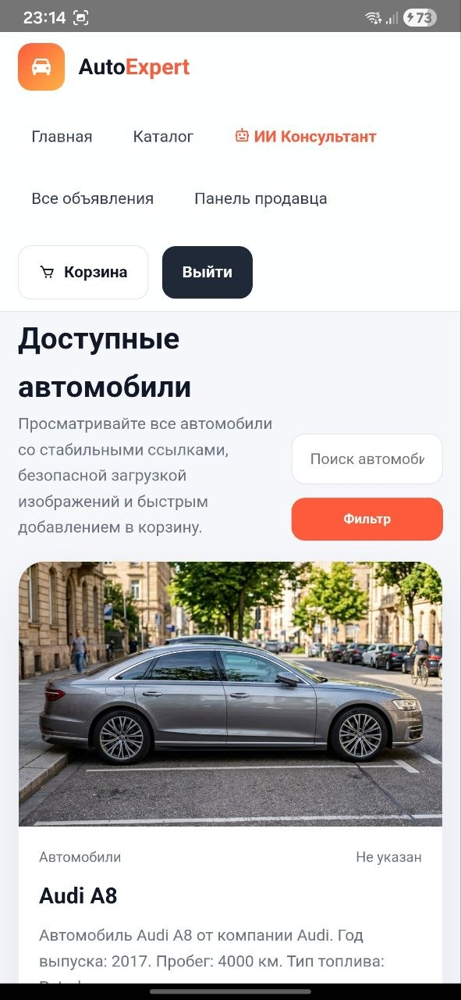 23:14
73
AutoExpert
Главная Каталог ИИ Консультант
Все объявления Панель продавца
Корзина Выйти
Доступные
автомобили
Просматривайте все автомобили
со стабильными ссылками,
безопасной загрузкой
изображений и быстрым
добавлением в корзину.
Поиск автомоби
Фильтр
Автомобили Не указан
Audi A8
Автомобиль Audi A8 от компании Audi. Год
выпуска: 2017. Пробег: 4000 км. Тип топлива: